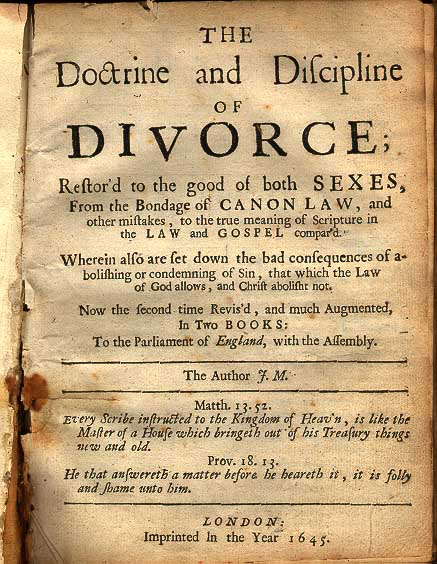 THE
Doctrine and Diſcipline
OF
DIVORCE;
Reſtor'd to the good of both SEXES,
From the Bondage of CANON LAW, and
other miſtakes, to the true meaning of Scripture in
the LAW and GOSPEL compar'd.
Wherein alſo are ſet down the bad conſequences of a-
boliſhing or condemning of Sin, that which the Law
of God allows, and Chriſt aboliſht not.
Now the ſecond time Revis'd, and much Augmented,
In Two BOOKS:
To the Parliament of England, with the Aſſembly.
The Author J. M.
Matth. 13. 52.
Every Scribe inſtructed to the Kingdom of Heav'n, is like the
Maſter of a Houſe which bringeth out of his Treaſury things
new and old.
Prov. 18. 13.
He that anſwereth a matter before he heareth it, it is folly
and ſhame unto him.
LONDON:
Imprinted In the Year 1645.